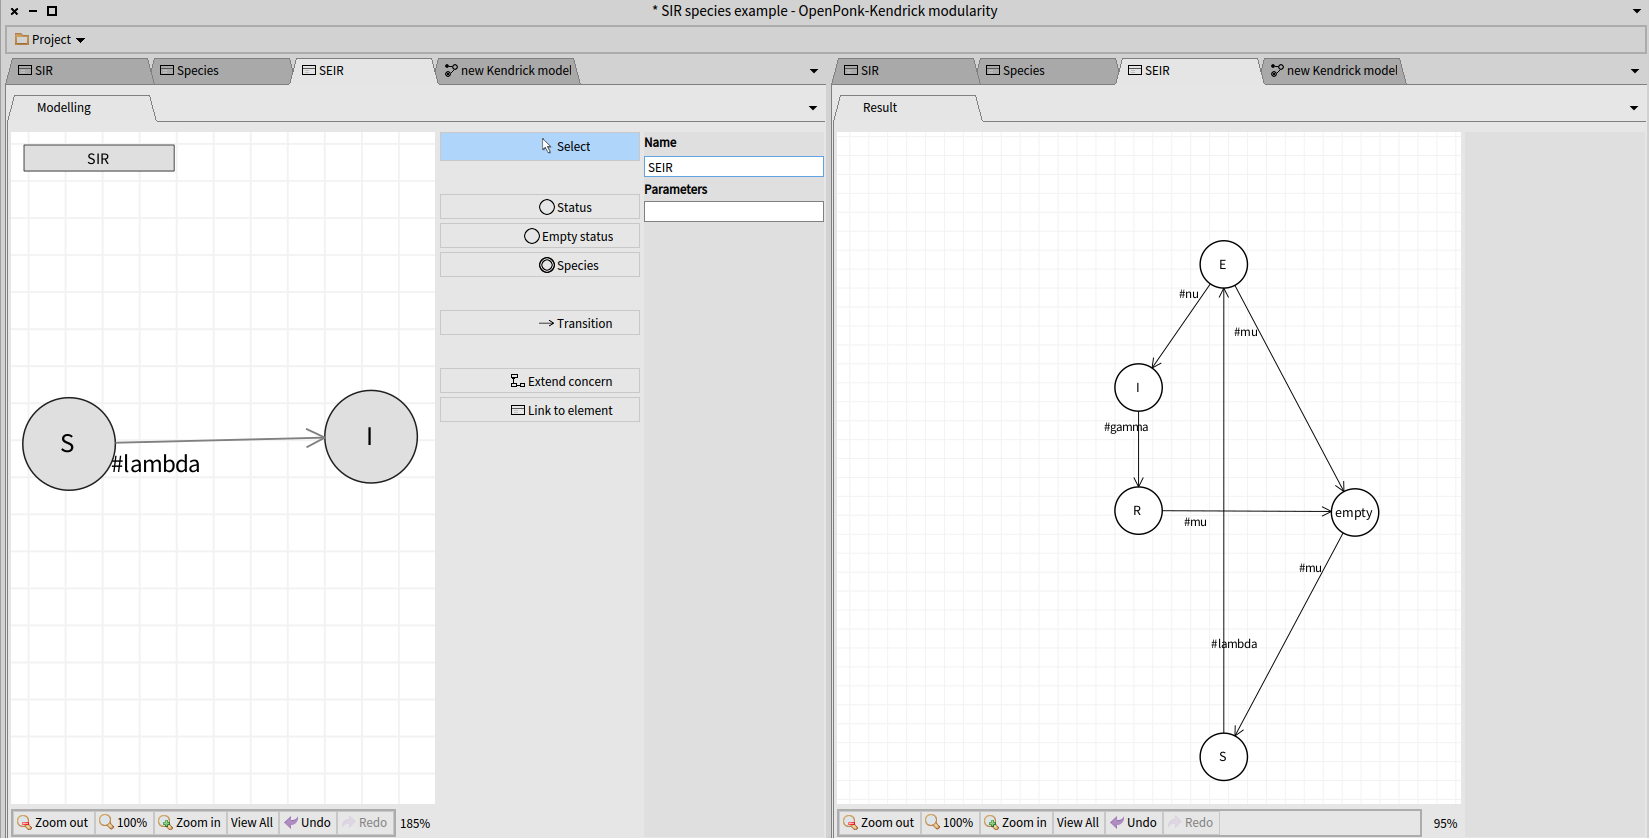 * SIR species example - OpenPonk-Kendrick modularity
Project
SIR
Species
SEIR
new Kendrick model
Modelling
SIR
S
#lambda
I
Select
Status
Empty status
Species
Transition
Extend concern
Link to element
Name
SEIR
Parameters
Zoom out
100%
Zoom in
View All
Undo
Redo
185%
SIR
Species
SEIR
new Kendrick model
Result
E
#nu
#mu
I
#gamma
R
#mu
empty
#mu
#lambda
S
Zoom out
100%
Zoom in
View All
Undo
Redo
95%